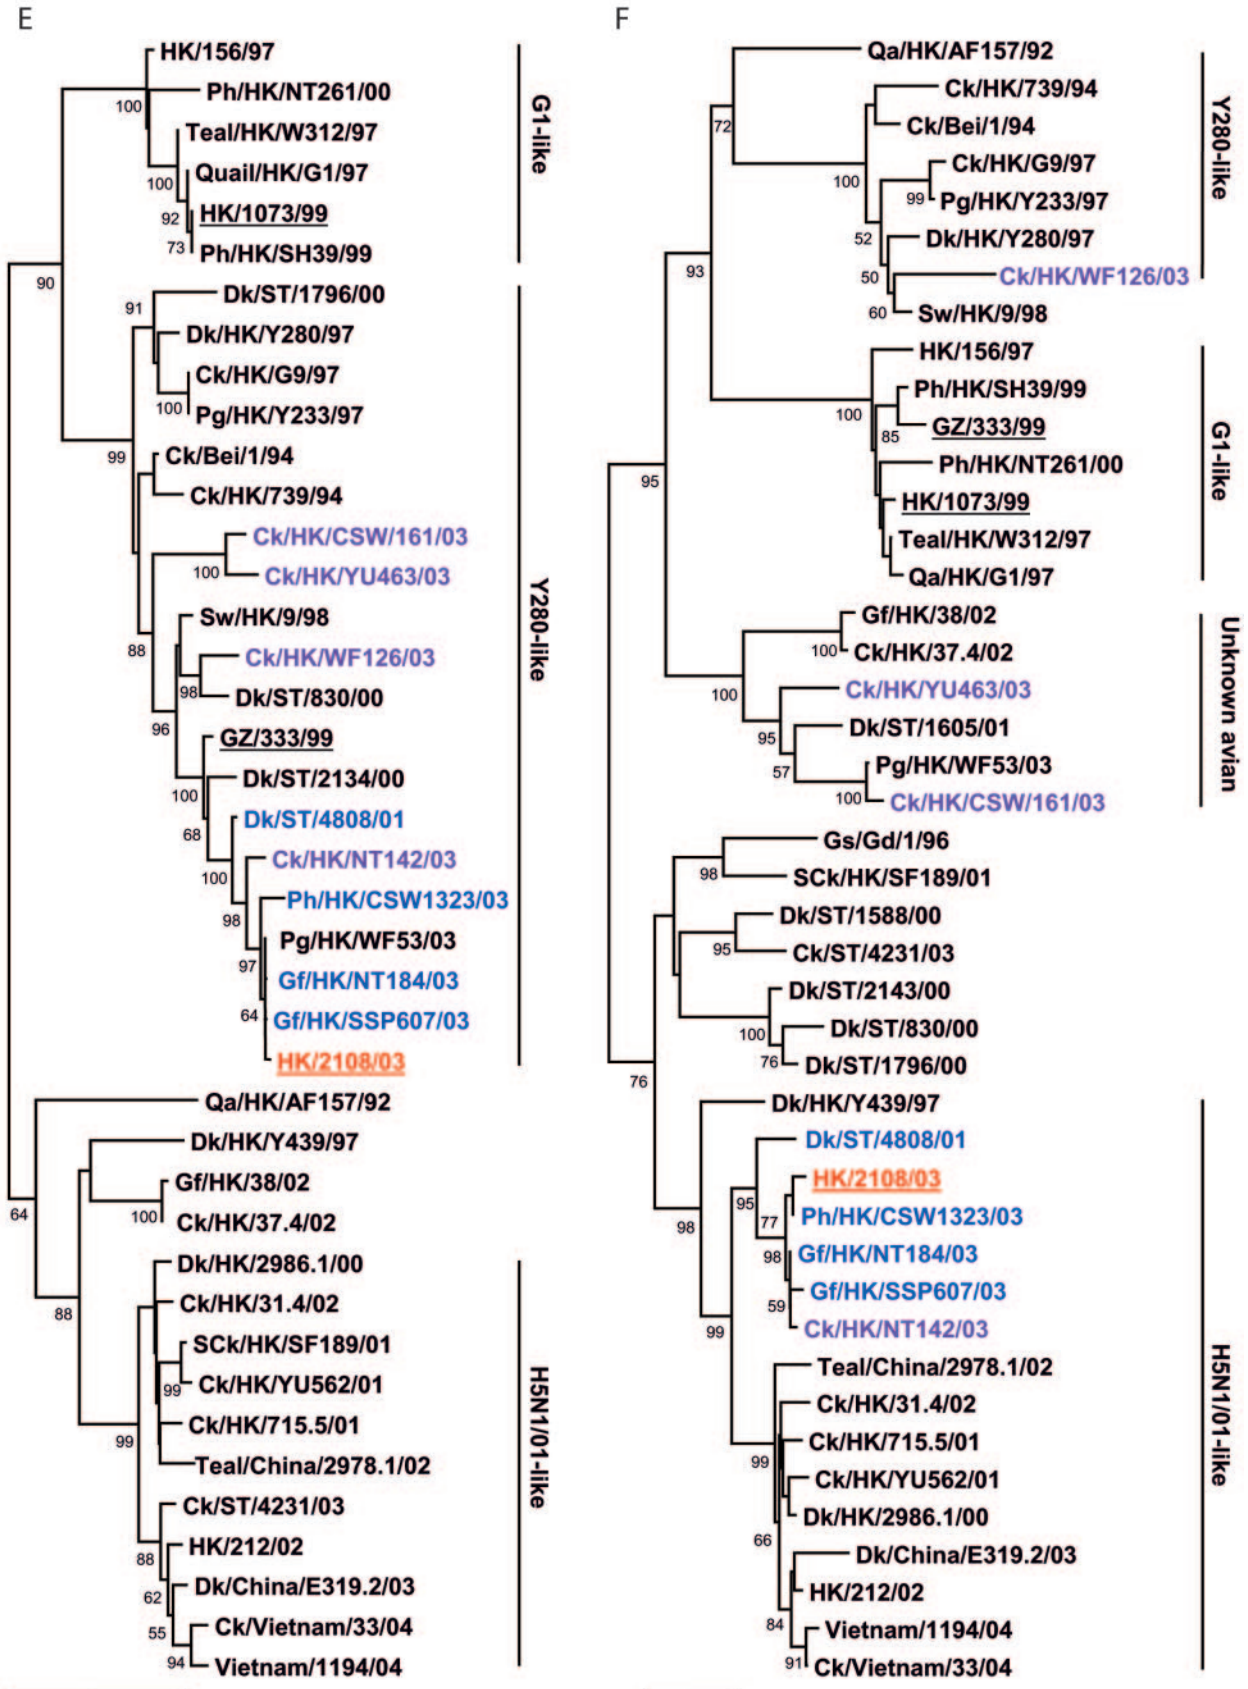 E
HK/156/97
Ph/HK/NT261/00
100
Teal/HK/W312/97
Quail/HK/G1/97
100
HK/1073/99
92
Ph/HK/SH39/99
73
G1-like
90
Dk/ST/1796/00
91
Dk/HK/Y280/97
Ck/HK/G9/97
100
Pg/HK/Y233/97
99
Ck/Bei/1/94
Ck/HK/739/94
Ck/HK/CSW/161/03
100
Ck/HK/YU463/03
Sw/HK/9/98
88
Ck/HK/WF126/03
98
Dk/ST/830/00
96
GZ/333/99
Dk/ST/2134/00
100
Dk/ST/4808/01
68
Ck/HK/NT142/03
100
Ph/HK/CSW1323/03
98
Pg/HK/WF53/03
97
Gf/HK/NT184/03
64
Gf/HK/SSP607/03
HK/2108/03
Y280-like
Qa/HK/AF157/92
Dk/HK/Y439/97
Gf/HK/38/02
64
100
Ck/HK/37.4/02
Dk/HK/2986.1/00
88
Ck/HK/31.4/02
SCk/HK/SF189/01
99
Ck/HK/YU562/01
Ck/HK/715.5/01
99
Teal/China/2978.1/02
Ck/ST/4231/03
HK/212/02
88
Dk/China/E319.2/03
62
Ck/Vietnam/33/04
55
Vietnam/1194/04
94
H5N1/01-like
F
Qa/HK/AF157/92
Ck/HK/739/94
72
Ck/Bei/1/94
Ck/HK/G9/97
100
99
Pg/HK/Y233/97
Dk/HK/Y280/97
52
Ck/HK/WF126/03
50
Sw/HK/9/98
60
Y280-like
93
HK/156/97
Ph/HK/SH39/99
100
GZ/333/99
85
Ph/HK/NT261/00
HK/1073/99
Teal/HK/W312/97
Qa/HK/G1/97
G1-like
95
Gf/HK/38/02
100
Ck/HK/37.4/02
100
Ck/HK/YU463/03
Dk/ST/1605/01
95
Pg/HK/WF53/03
57
100
Ck/HK/CSW/161/03
Unknown avian
Gs/Gd/1/96
98
SCk/HK/SF189/01
Dk/ST/1588/00
95
Ck/ST/4231/03
Dk/ST/2143/00
100
Dk/ST/830/00
76
Dk/ST/1796/00
76
Dk/HK/Y439/97
Dk/ST/4808/01
HK/2108/03
95
Ph/HK/CSW1323/03
77
98
Gf/HK/NT184/03
98
Gf/HK/SSP607/03
59
Ck/HK/NT142/03
99
Teal/China/2978.1/02
Ck/HK/31.4/02
Ck/HK/715.5/01
99
Ck/HK/YU562/01
Dk/HK/2986.1/00
66
Dk/China/E319.2/03
HK/212/02
84
Vietnam/1194/04
91
Ck/Vietnam/33/04
H5N1/01-like